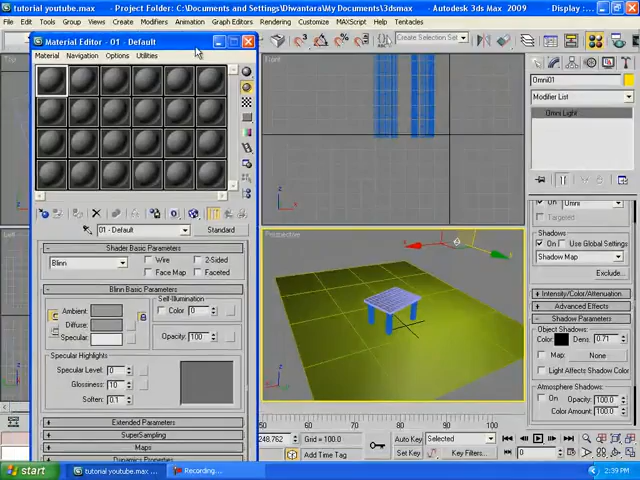 tutorial youtube.max - Project Folder: C:\Documents and Settings\Diwantara\My Documents\3dsmax - Autodesk 3ds Max 2009 - Display :
Group Views Create Modifiers Animation Graph Editors Rendering Customize MAXScript Help Tentacles
Create Selection Set
Material Editor - 01 - Default
Material Navigation Options Utilities
01 - Default Standard
Shader Basic Parameters
Blinn Wire 2-Sided
Face Map Faceted
Blinn Basic Parameters
Self-Illumination
Ambient: Color 0
Diffuse:
Specular: Opacity: 100
Specular Highlights
Specular Level: 0
Glossiness: 10
Soften: 0.1
Extended Parameters
SuperSampling
Maps
Front
Perspective
Omni01
Modifier List
Omni Light
On Omni
Targeted
Shadows
On Use Global Settings
Shadow Map
Exclude...
Intensity/Color/Attenuation
Advanced Effects
Shadow Parameters
Object Shadows:
Color: Dens. 0.71
Map: None
Light Affects Shadow Color
Atmosphere Shadows:
On Opacity: 100.0
Color Amount: 100.0
50 60 70 80 90 100
248.762 Grid = 100.0 Auto Key Selected
Add Time Tag Set Key Key Filters... 0
start tutorial youtube.max ... Recording... 2:39 PM